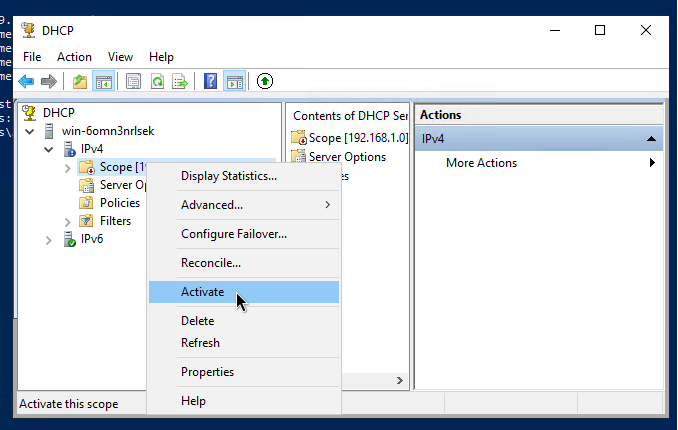 DHCP
File Action View Help
DHCP
win-6omn3nrlsek
IPv4
Scope [19
Server Op
Policies
Filters
IPv6
Display Statistics...
Advanced...
Configure Failover...
Reconcile...
Activate
Delete
Refresh
Properties
Help
Contents of DHCP Ser
Scope [192.168.1.0]
Server Options
es
Actions
IPv4
More Actions
Activate this scope